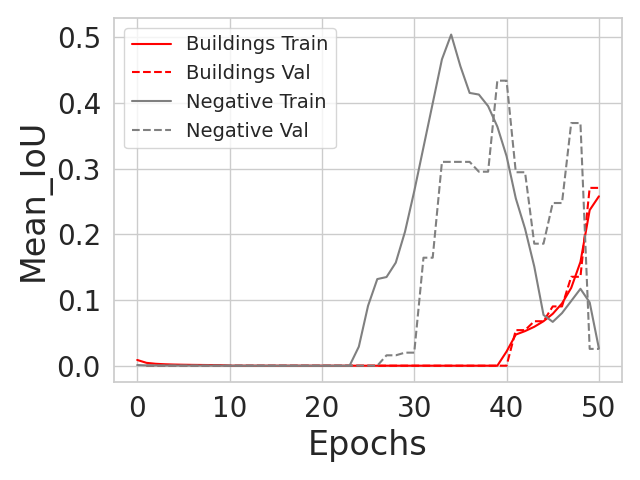 Buildings Train
Buildings Val
Negative Train
Negative Val
Mean_IoU
0.5
0.4
0.3
0.2
0.1
0.0
0 10 20 30 40 50
Epochs